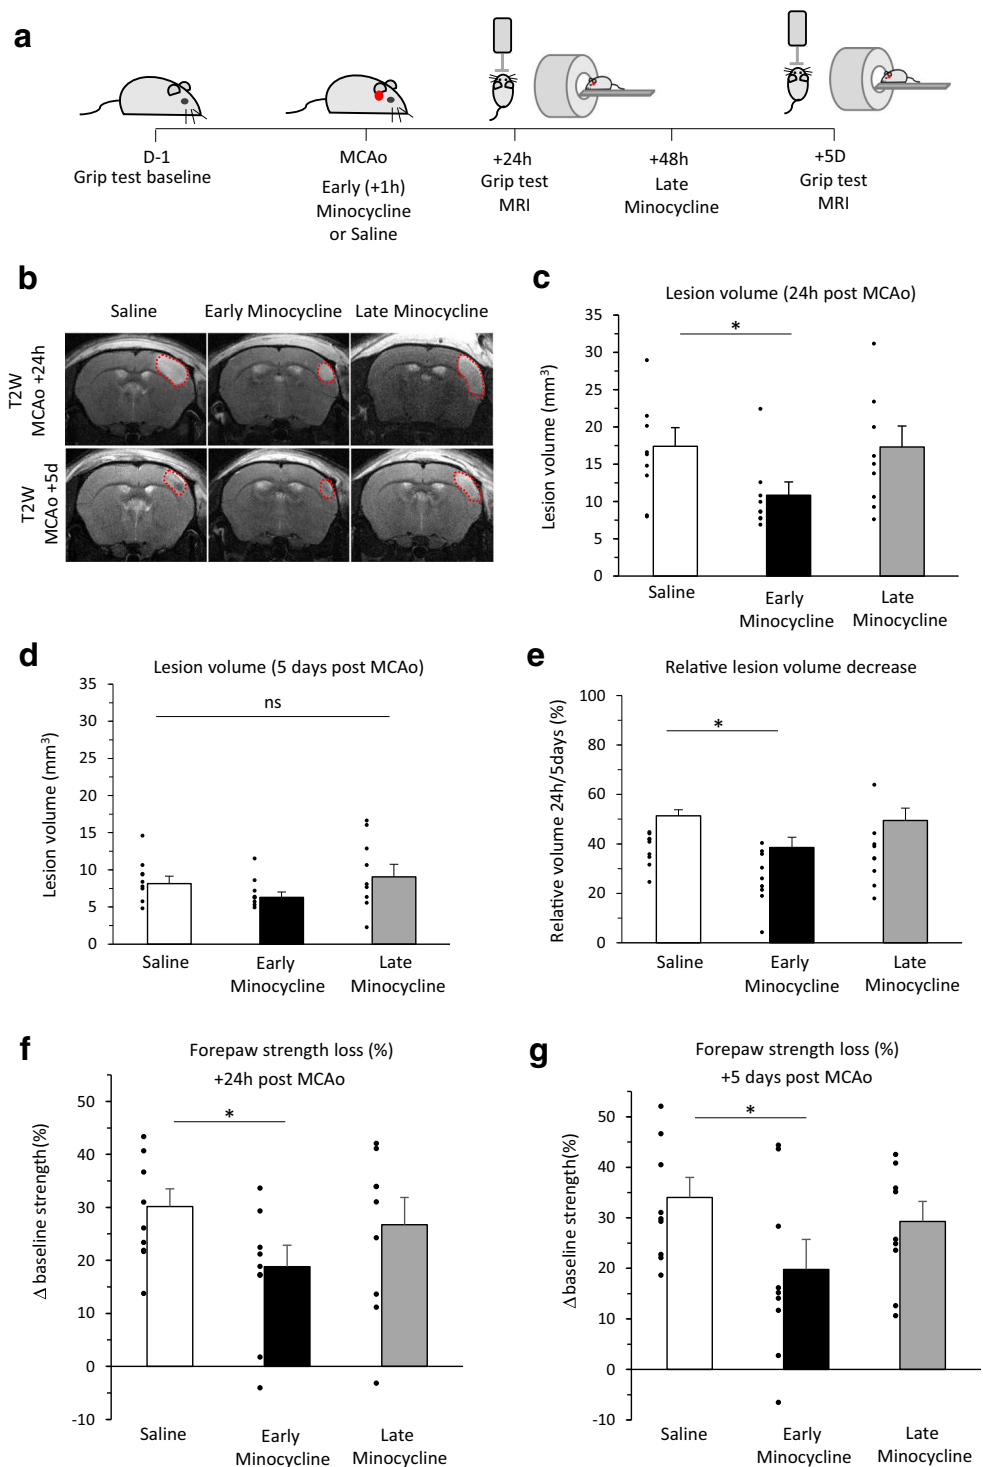 a
D-1
Grip test baseline
MCAo
Early (+1h)
Minocycline
or Saline
+24h
Grip test
MRI
+48h
Late
Minocycline
+5D
Grip test
MRI
b
Saline
Early Minocycline
Late Minocycline
T2W
MCAo +24h
T2W
MCAo +5d
c
Lesion volume (24h post MCAo)
Lesion volume (mm³)
35
30
25
20
15
10
5
0
*
Saline
Early
Minocycline
Late
Minocycline
d
Lesion volume (5 days post MCAo)
Lesion volume (mm³)
35
30
25
20
15
10
5
0
ns
Saline
Early
Minocycline
Late
Minocycline
e
Relative lesion volume decrease
Relative volume 24h/5days (%)
100
80
60
40
20
0
*
Saline
Early
Minocycline
Late
Minocycline
f
Forepaw strength loss (%)
+24h post MCAo
Δ baseline strength(%)
50
40
30
20
10
0
-10
*
Saline
Early
Minocycline
Late
Minocycline
g
Forepaw strength loss (%)
+5 days post MCAo
Δ baseline strength(%)
50
40
30
20
10
0
-10
*
Saline
Early
Minocycline
Late
Minocycline